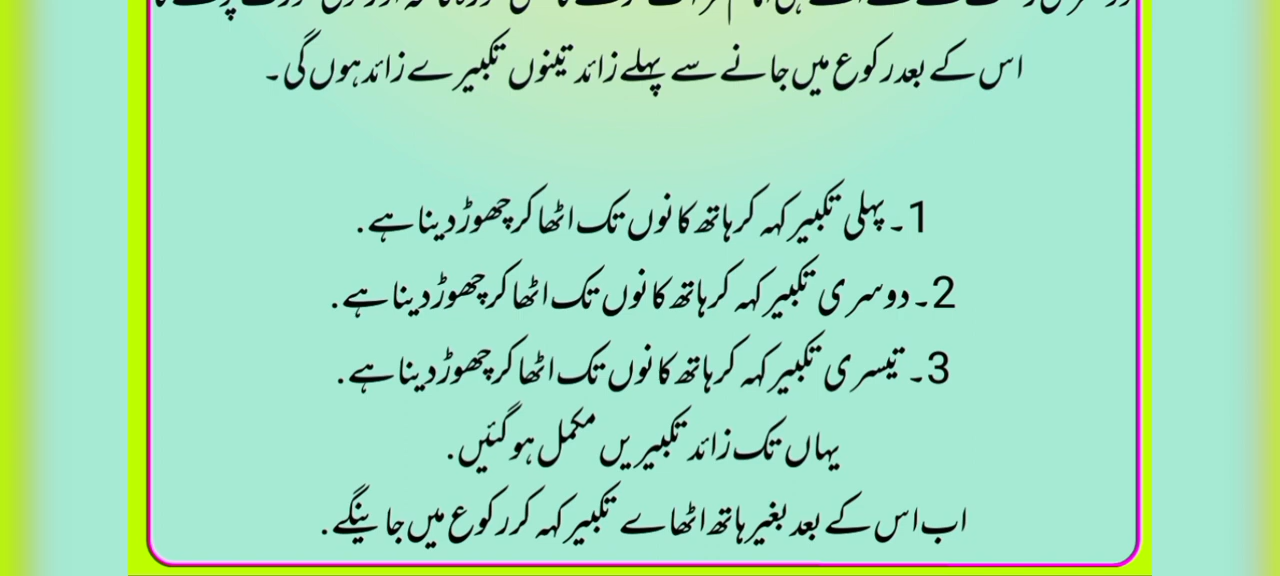 اس کے بعد رکوع میں جانے سے پہلے زائد تینوں تکبیرے زائد ہوں گی۔
1۔ پہلی تکبیر کہہ کر ہاتھ کانوں تک اٹھا کر چھوڑ دینا ہے.
2۔ دوسری تکبیر کہہ کر ہاتھ کانوں تک اٹھا کر چھوڑ دینا ہے.
3۔ تیسری تکبیر کہہ کر ہاتھ کانوں تک اٹھا کر چھوڑ دینا ہے.
یہاں تک زائد تکبیریں مکمل ہو گئیں.
اب اس کے بعد بغیر ہاتھ اٹھاے تکبیر کہہ کر رکوع میں جا ینگے.